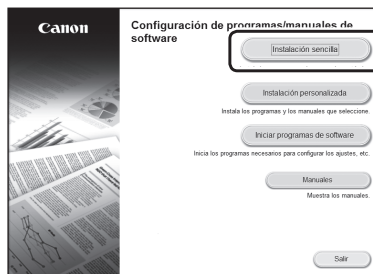 Canon
Configuración de programas/manuales de
software
Instalación sencilla
Instalación personalizada
Instala los programas y los manuales que seleccione.
Iniciar programas de software
Inicia los programas necesarios para configurar los ajustes, etc.
Manuales
Muestra los manuales.
Salir